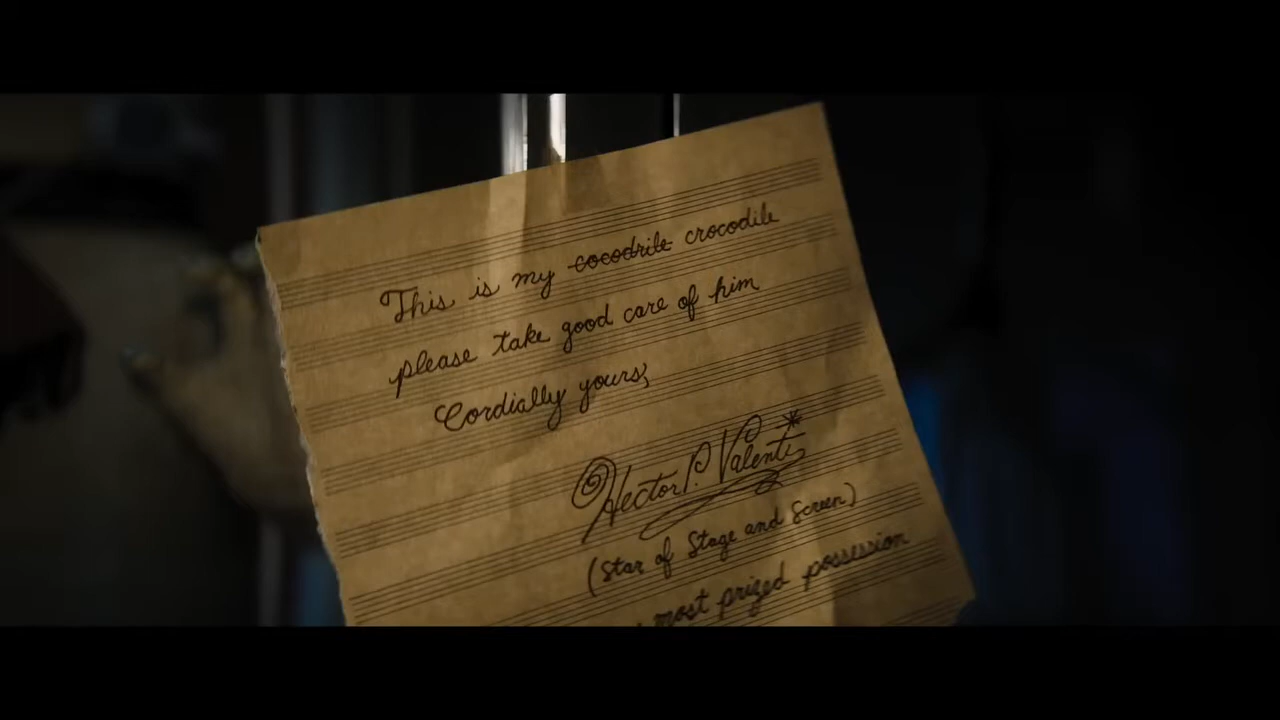 This is my cocodrile crocodile
please take good care of him
Cordially yours,
Hector P. Valenti
(Star of Stage and Screen)
most prized possession